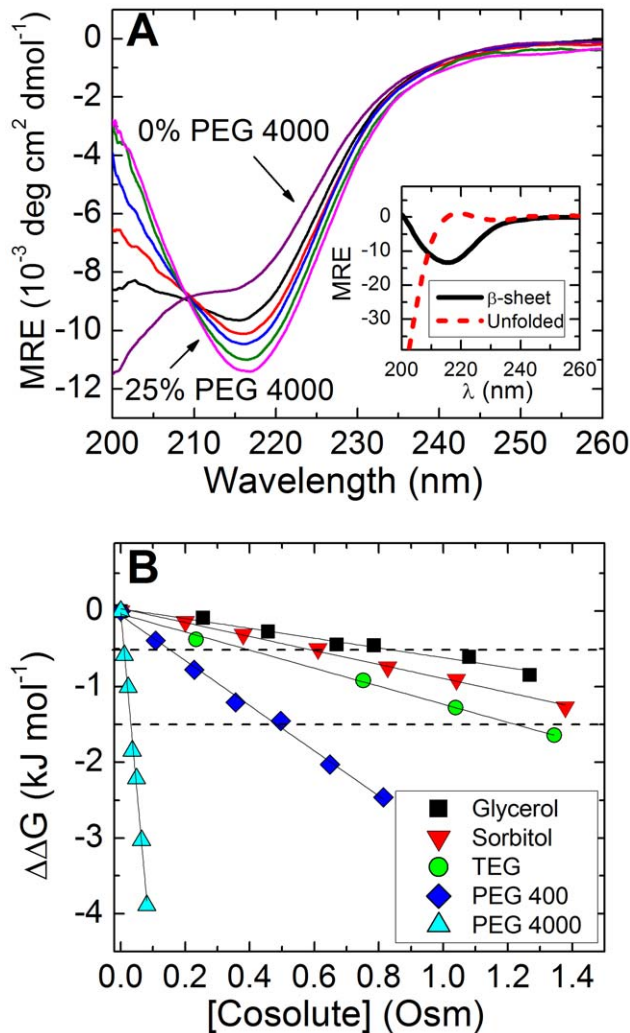 A
0
-2
-4
-6
-8
-10
-12
MRE (10⁻³ deg cm² dmol⁻¹)
0% PEG 4000
25% PEG 4000
0
-10
-20
-30
MRE
β-sheet
Unfolded
200 220 240 260
λ (nm)
200 210 220 230 240 250 260
Wavelength (nm)
B
0
-1
-2
-3
-4
ΔΔG (kJ mol⁻¹)
Glycerol
Sorbitol
TEG
PEG 400
PEG 4000
0.0 0.2 0.4 0.6 0.8 1.0 1.2 1.4
[Cosolute] (Osm)